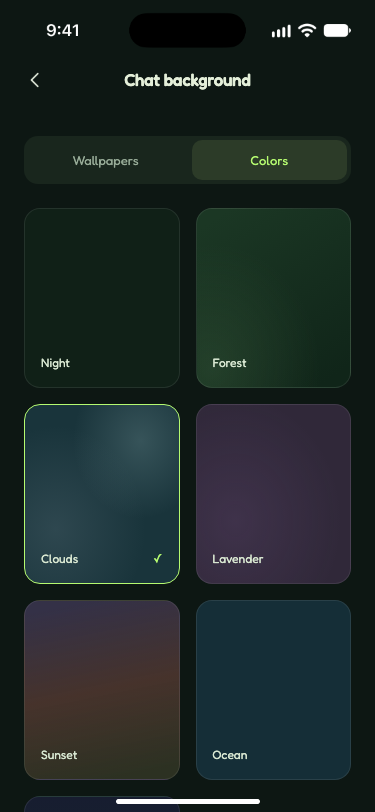 9:41
Chat background
Wallpapers
Colors
Night
Forest
Clouds ✓
Lavender
Sunset
Ocean